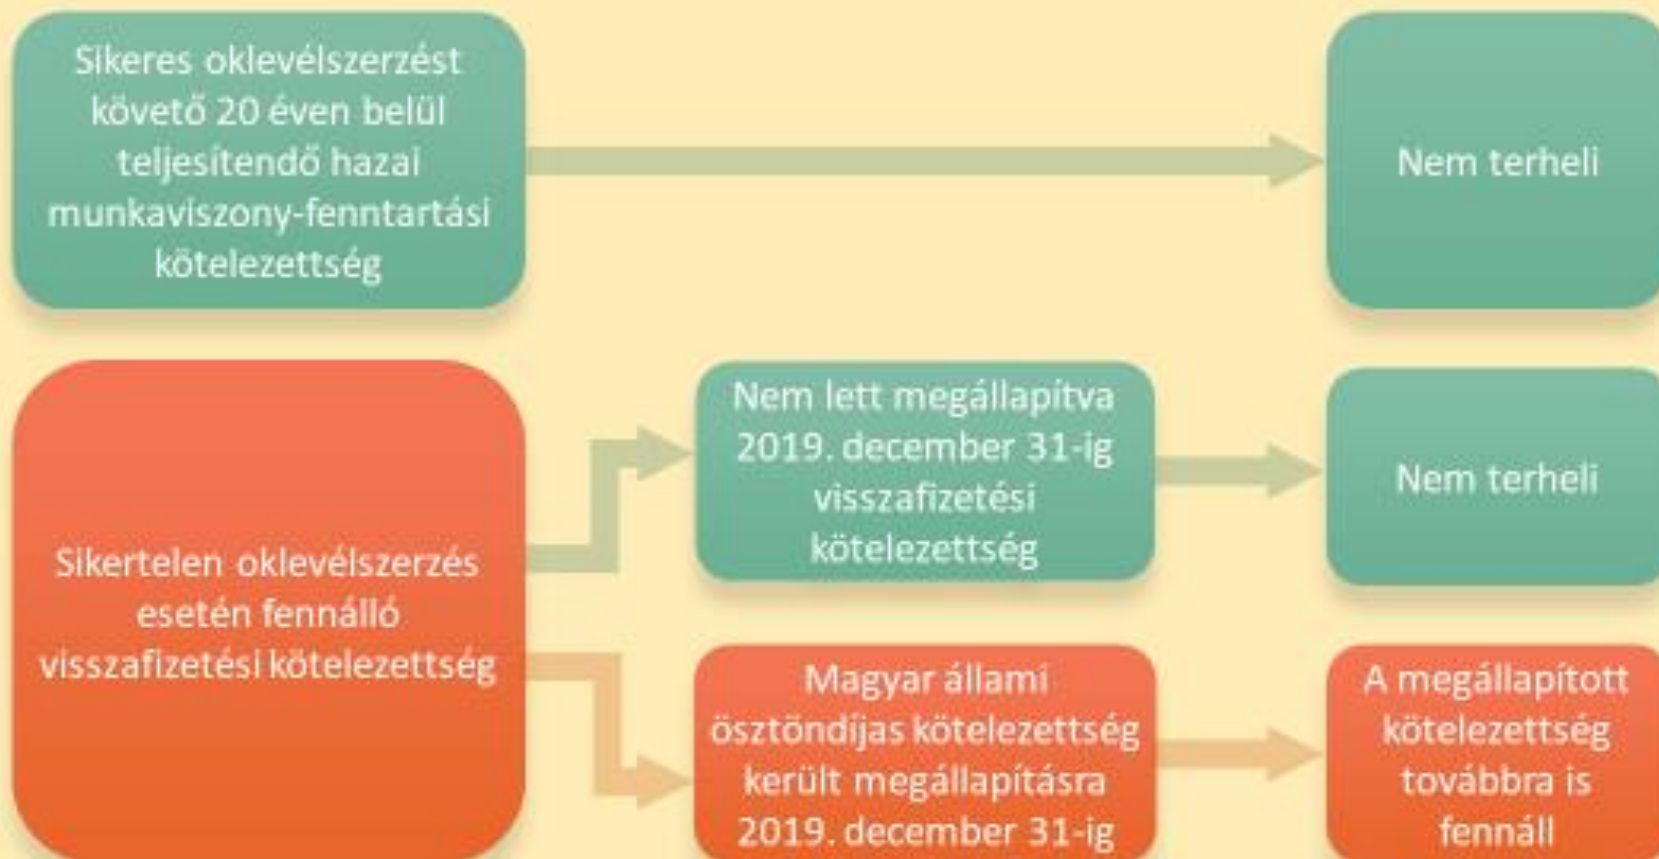 Sikeres oklevélszerzést
követő 20 éven belül
teljesítendő hazai
munkaviszony-fenntartási
kötelezettség
Nem terheli
Sikertelen oklevélszerzés
esetén fennálló
visszafizetési kötelezettség
Nem lett megállapítva
2019. december 31-ig
visszafizetési
kötelezettség
Nem terheli
Magyar állami
ösztöndíjas kötelezettség
került megállapításra
2019. december 31-ig
A megállapított
kötelezettség
továbbra is
fennáll